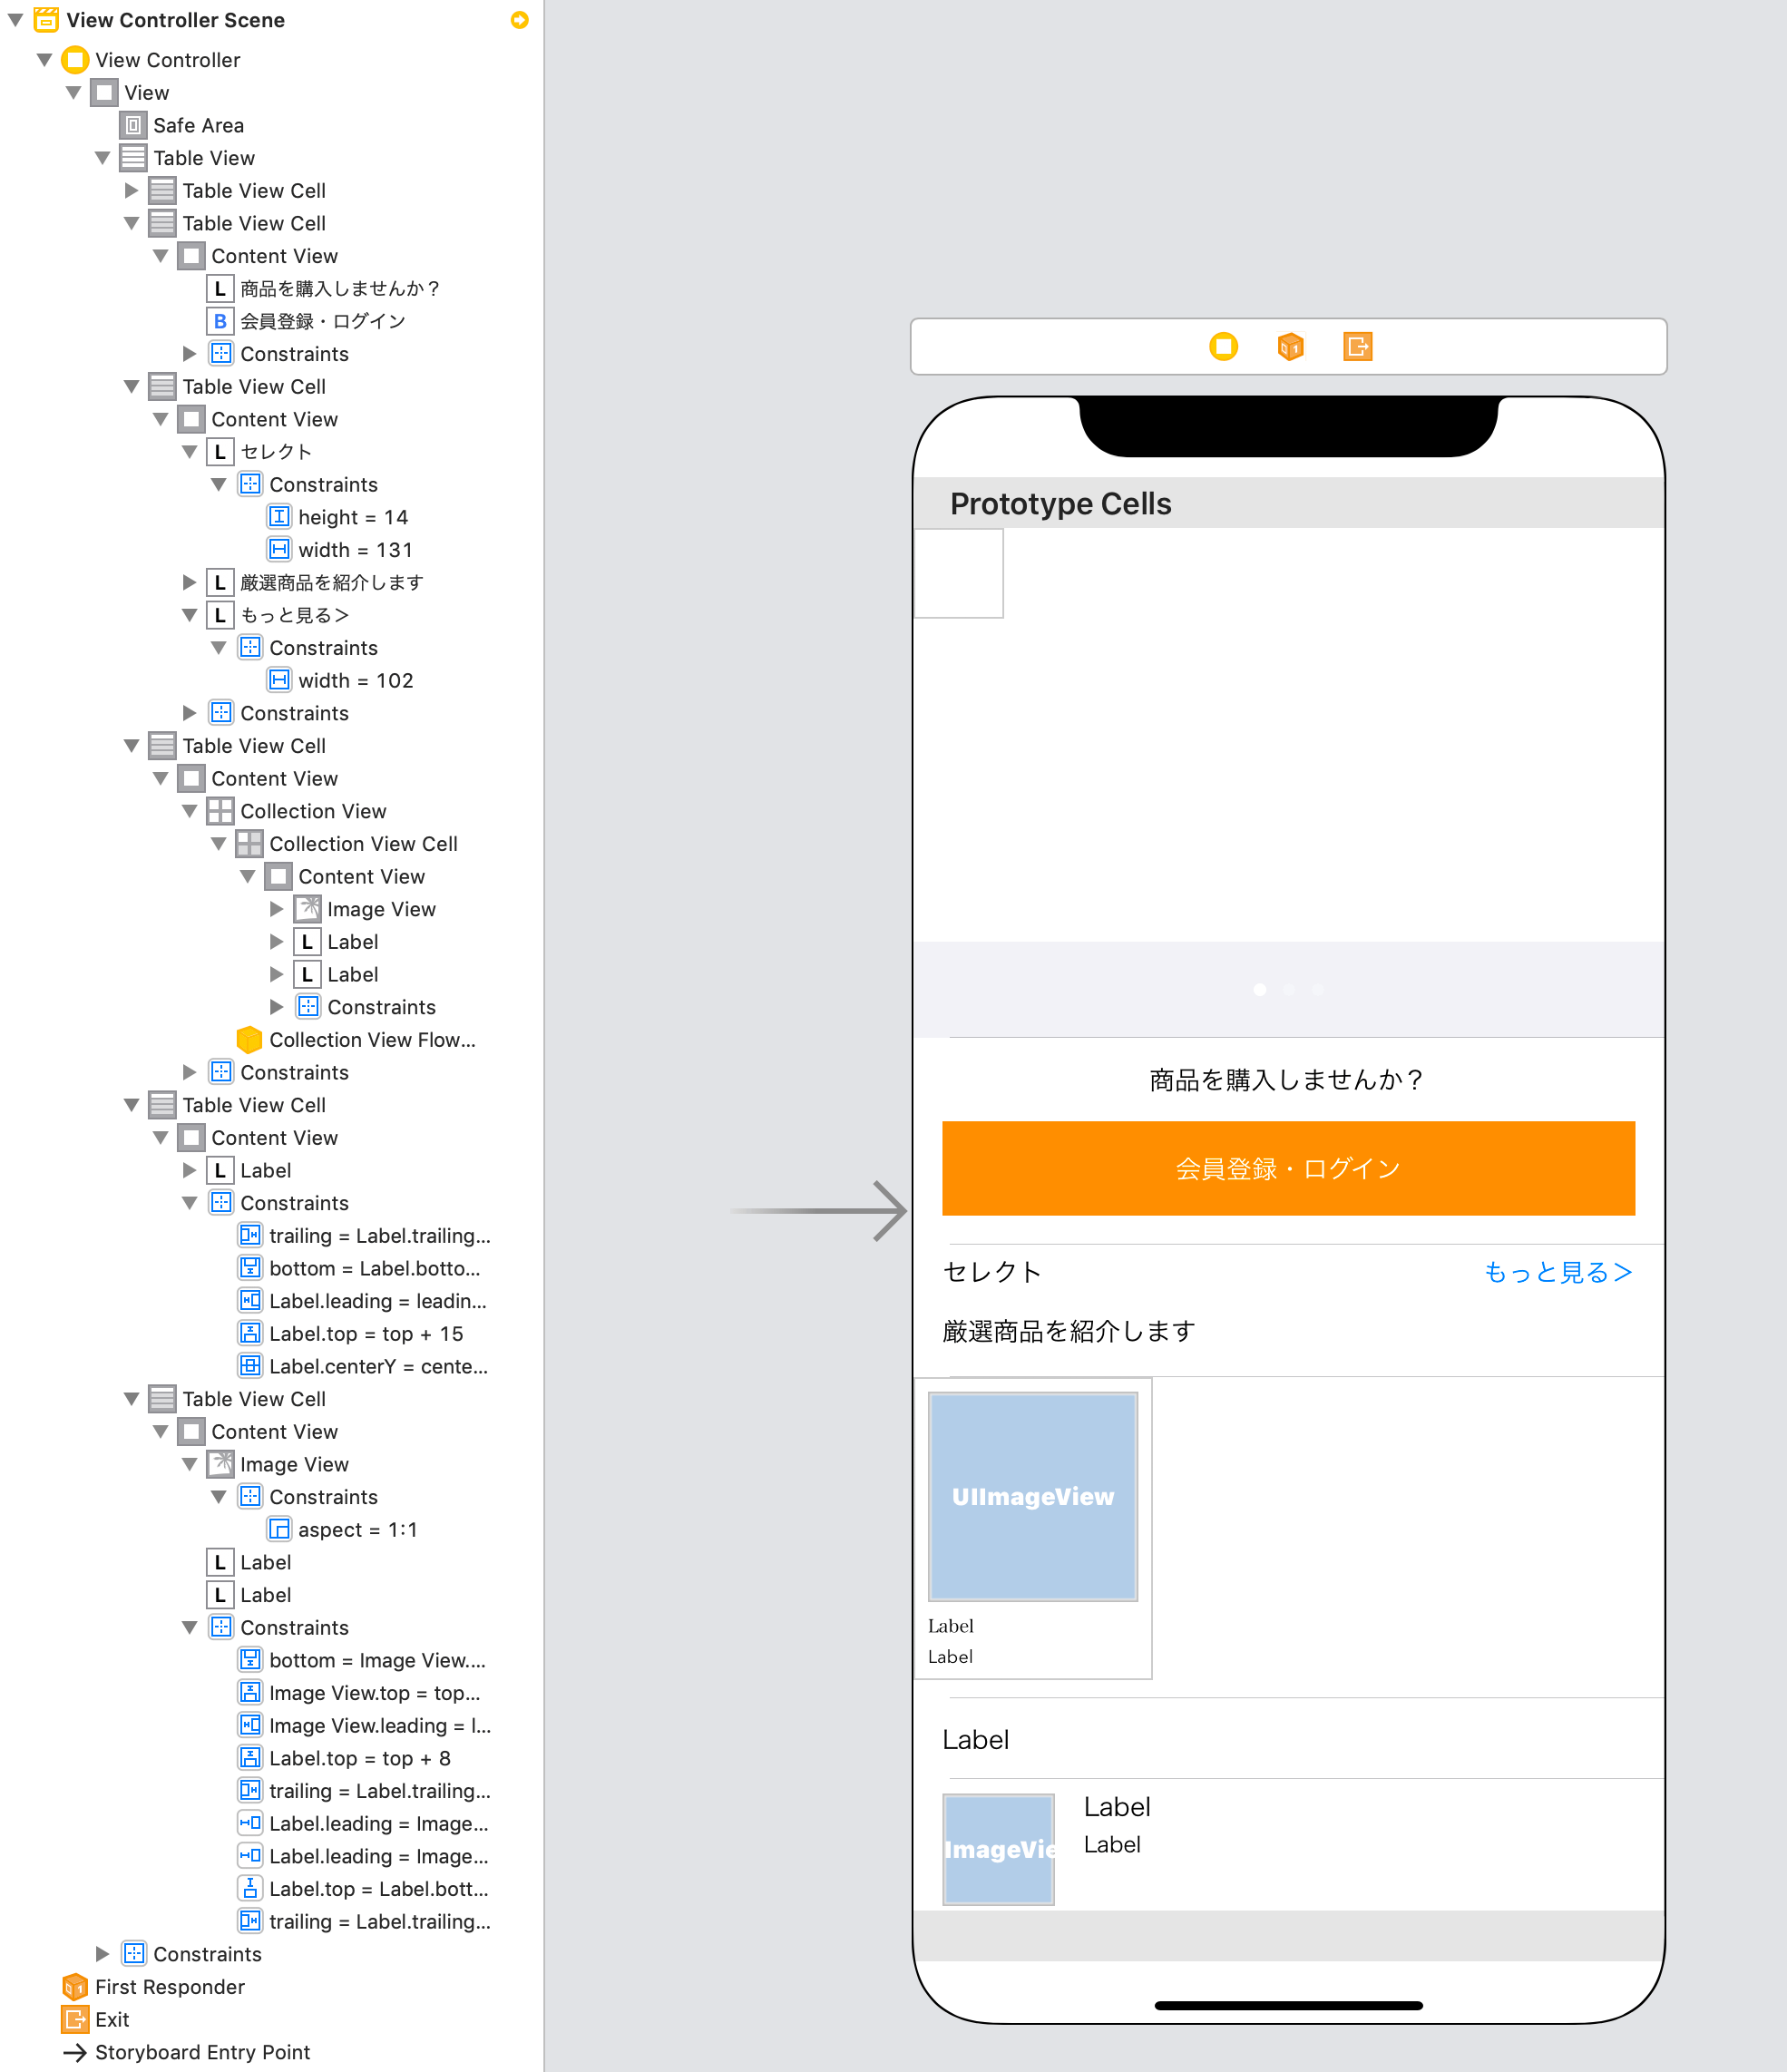 View Controller Scene
View Controller
View
Safe Area
Table View
Table View Cell
Table View Cell
Content View
L 商品を購入しませんか？
B 会員登録・ログイン
Constraints
Table View Cell
Content View
L セレクト
Constraints
height = 14
width = 131
L 厳選商品を紹介します
L もっと見る＞
Constraints
width = 102
Constraints
Table View Cell
Content View
Collection View
Collection View Cell
Content View
Image View
L Label
L Label
Constraints
Collection View Flow...
Constraints
Table View Cell
Content View
L Label
Constraints
trailing = Label.trailing...
bottom = Label.botto...
Label.leading = leadin...
Label.top = top + 15
Label.centerY = cente...
Table View Cell
Content View
Image View
Constraints
aspect = 1:1
L Label
L Label
Constraints
bottom = Image View....
Image View.top = top...
Image View.leading = l...
Label.top = top + 8
trailing = Label.trailing...
Label.leading = Image...
Label.leading = Image...
Label.top = Label.bott...
trailing = Label.trailing...
Constraints
First Responder
Exit
Storyboard Entry Point
Prototype Cells
商品を購入しませんか？
会員登録・ログイン
セレクト もっと見る＞
厳選商品を紹介します
UIImageView
Label
Label
Label
ImageVie
Label
Label